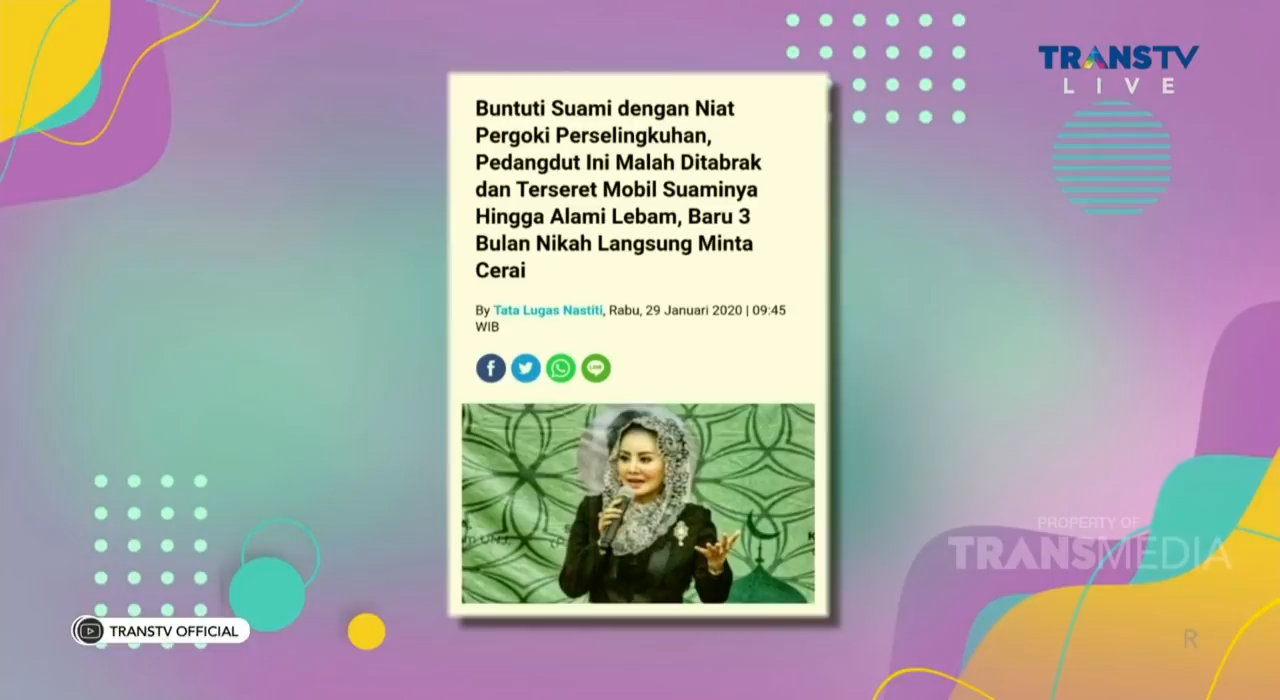 TRANSTV
LIVE
Buntuti Suami dengan Niat
Pergoki Perselingkuhan,
Pedangdut Ini Malah Ditabrak
dan Terseret Mobil Suaminya
Hingga Alami Lebam, Baru 3
Bulan Nikah Langsung Minta
Cerai
By Tata Lugas Nastiti, Rabu, 29 Januari 2020 | 09:45
WIB
LINE
PROPERTY OF
TRANSMEDIA
TRANSTV OFFICIAL
R